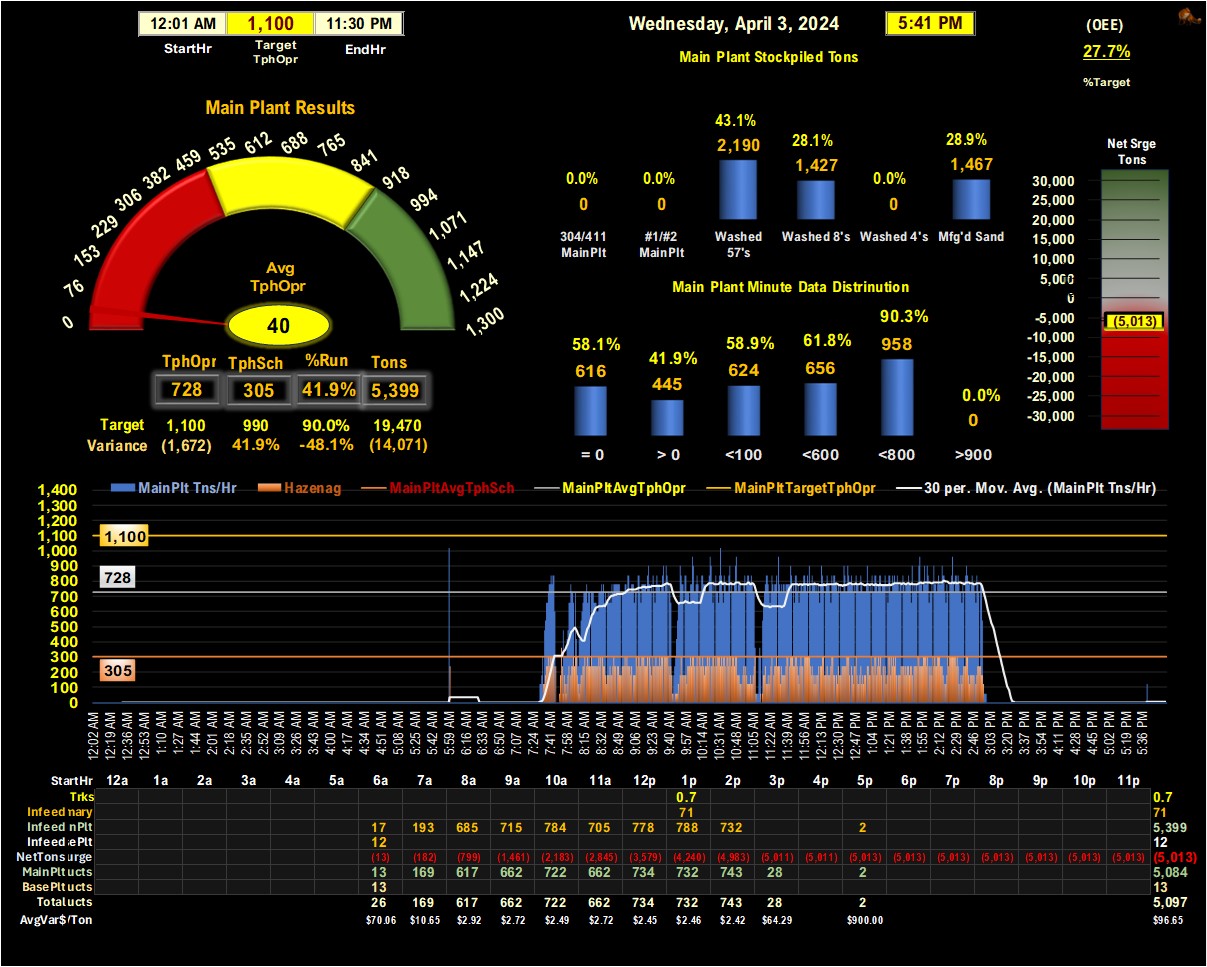 12:01 AM 1,100 11:30 PM
StartHr Target TphOpr EndHr
Wednesday, April 3, 2024 5:41 PM
(OEE)
27.7%
%Target
Main Plant Stockpiled Tons
Main Plant Results
0 76 153 229 306 382 459 535 612 688 765 841 918 994 1,071 1,147 1,224 1,300
Avg
TphOpr
40
TphOpr TphSch %Run Tons
728 305 41.9% 5,399
Target 1,100 990 90.0% 19,470
Variance (1,672) 41.9% -48.1% (14,071)
0.0% 0.0% 43.1% 28.1% 0.0% 28.9%
0 0 2,190 1,427 0 1,467
304/411 MainPlt #1/#2 MainPlt Washed 57's Washed 8's Washed 4's Mfg'd Sand
Main Plant Minute Data Distrinution
58.1% 41.9% 58.9% 61.8% 90.3% 0.0%
616 445 624 656 958 0
= 0 > 0 <100 <600 <800 >900
Net Srge
Tons
30,000
25,000
20,000
15,000
10,000
5,000
0
-5,000
(5,013)
-10,000
-15,000
-20,000
-25,000
-30,000
MainPlt Tns/Hr Hazenag MainPltAvgTphSch MainPltAvgTphOpr MainPltTargetTphOpr 30 per. Mov. Avg. (MainPlt Tns/Hr)
1,400
1,300
1,200
1,100
1,000
900
800
700
600
500
400
300
200
100
0
1,100
728
305
12:02 AM 12:19 AM 12:36 AM 12:53 AM 1:10 AM 1:27 AM 1:44 AM 2:01 AM 2:18 AM 2:35 AM 2:52 AM 3:09 AM 3:26 AM 3:43 AM 4:00 AM 4:17 AM 4:34 AM 4:51 AM 5:08 AM 5:25 AM 5:42 AM 5:59 AM 6:16 AM 6:33 AM 6:50 AM 7:07 AM 7:24 AM 7:41 AM 7:58 AM 8:15 AM 8:32 AM 8:49 AM 9:06 AM 9:23 AM 9:40 AM 9:57 AM 10:14 AM 10:31 AM 10:48 AM 11:05 AM 11:22 AM 11:39 AM 11:56 AM 12:13 PM 12:30 PM 12:47 PM 1:04 PM 1:21 PM 1:38 PM 1:55 PM 2:12 PM 2:29 PM 2:46 PM 3:03 PM 3:20 PM 3:37 PM 3:54 PM 4:11 PM 4:28 PM 4:45 PM 5:02 PM 5:19 PM 5:36 PM
StartHr 12a 1a 2a 3a 4a 5a 6a 7a 8a 9a 10a 11a 12p 1p 2p 3p 4p 5p 6p 7p 8p 9p 10p 11p
Trks 0.7 0.7
Infeed mary 71 71
Infeed nPlt 17 193 685 715 784 705 778 788 732 2 5,399
Infeed ePlt 12 12
NetTons urge (13) (182) (799) (1,461) (2,183) (2,845) (3,579) (4,240) (4,983) (5,011) (5,011) (5,013) (5,013) (5,013) (5,013) (5,013) (5,013) (5,013) (5,013)
MainPlt ucts 13 169 617 662 722 662 734 732 743 28 2 5,084
BasePlt ucts 13 13
Total ucts 26 169 617 662 722 662 734 732 743 28 2 5,097
AvgVar$/Ton $70.06 $10.65 $2.92 $2.72 $2.49 $2.72 $2.45 $2.46 $2.42 $64.29 $900.00 $96.65